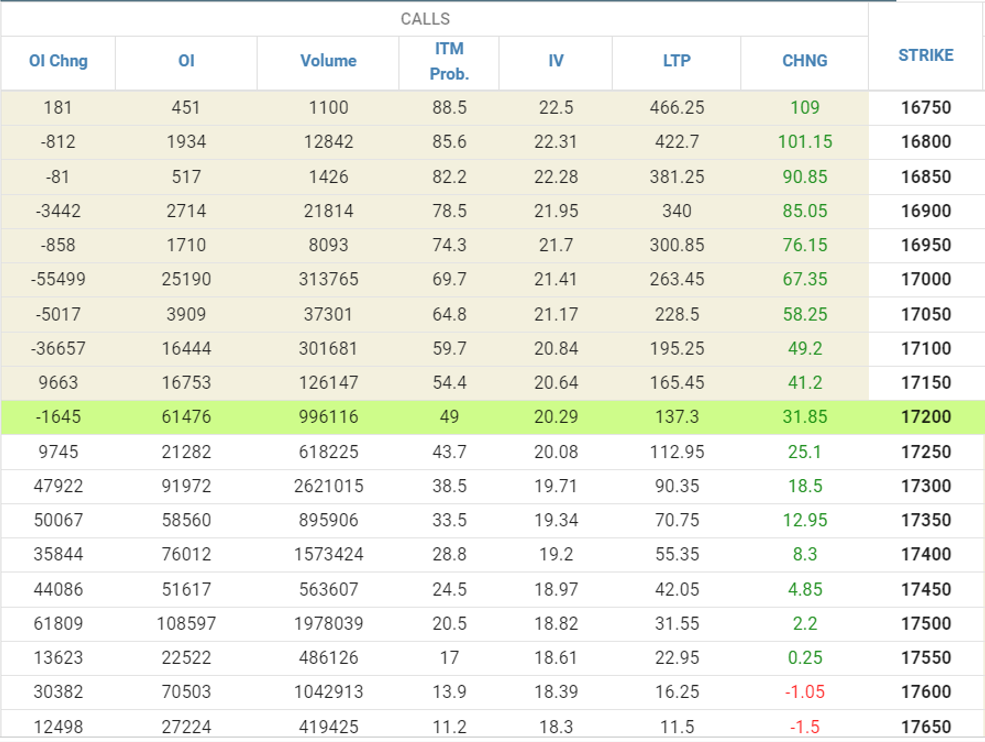 CALLS
OI Chng OI Volume ITM Prob. IV LTP CHNG STRIKE
181 451 1100 88.5 22.5 466.25 109 16750
-812 1934 12842 85.6 22.31 422.7 101.15 16800
-81 517 1426 82.2 22.28 381.25 90.85 16850
-3442 2714 21814 78.5 21.95 340 85.05 16900
-858 1710 8093 74.3 21.7 300.85 76.15 16950
-55499 25190 313765 69.7 21.41 263.45 67.35 17000
-5017 3909 37301 64.8 21.17 228.5 58.25 17050
-36657 16444 301681 59.7 20.84 195.25 49.2 17100
9663 16753 126147 54.4 20.64 165.45 41.2 17150
-1645 61476 996116 49 20.29 137.3 31.85 17200
9745 21282 618225 43.7 20.08 112.95 25.1 17250
47922 91972 2621015 38.5 19.71 90.35 18.5 17300
50067 58560 895906 33.5 19.34 70.75 12.95 17350
35844 76012 1573424 28.8 19.2 55.35 8.3 17400
44086 51617 563607 24.5 18.97 42.05 4.85 17450
61809 108597 1978039 20.5 18.82 31.55 2.2 17500
13623 22522 486126 17 18.61 22.95 0.25 17550
30382 70503 1042913 13.9 18.39 16.25 -1.05 17600
12498 27224 419425 11.2 18.3 11.5 -1.5 17650